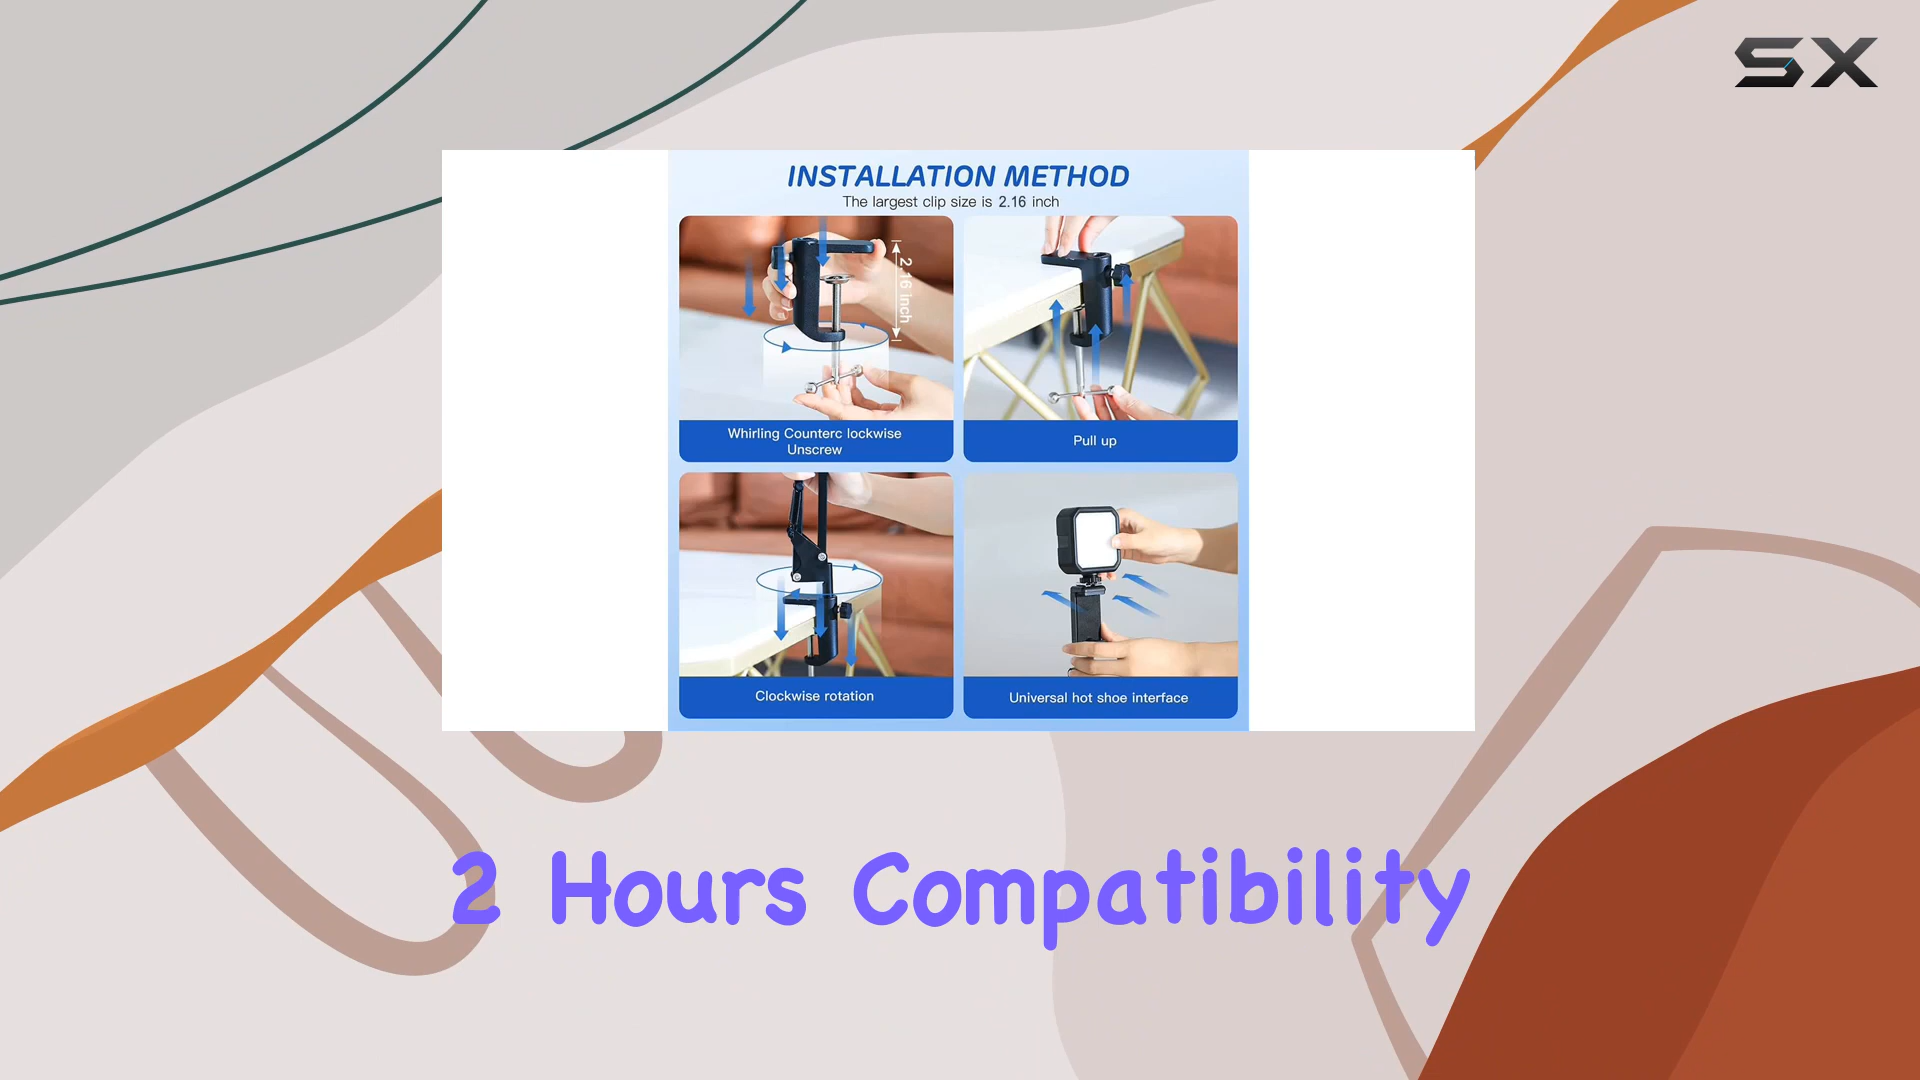 SX
INSTALLATION METHOD
The largest clip size is 2.16 inch
2.16 inch
Whirling Counterc lockwise
Unscrew
Pull up
Clockwise rotation
Universal hot shoe interface
2 Hours Compatibility